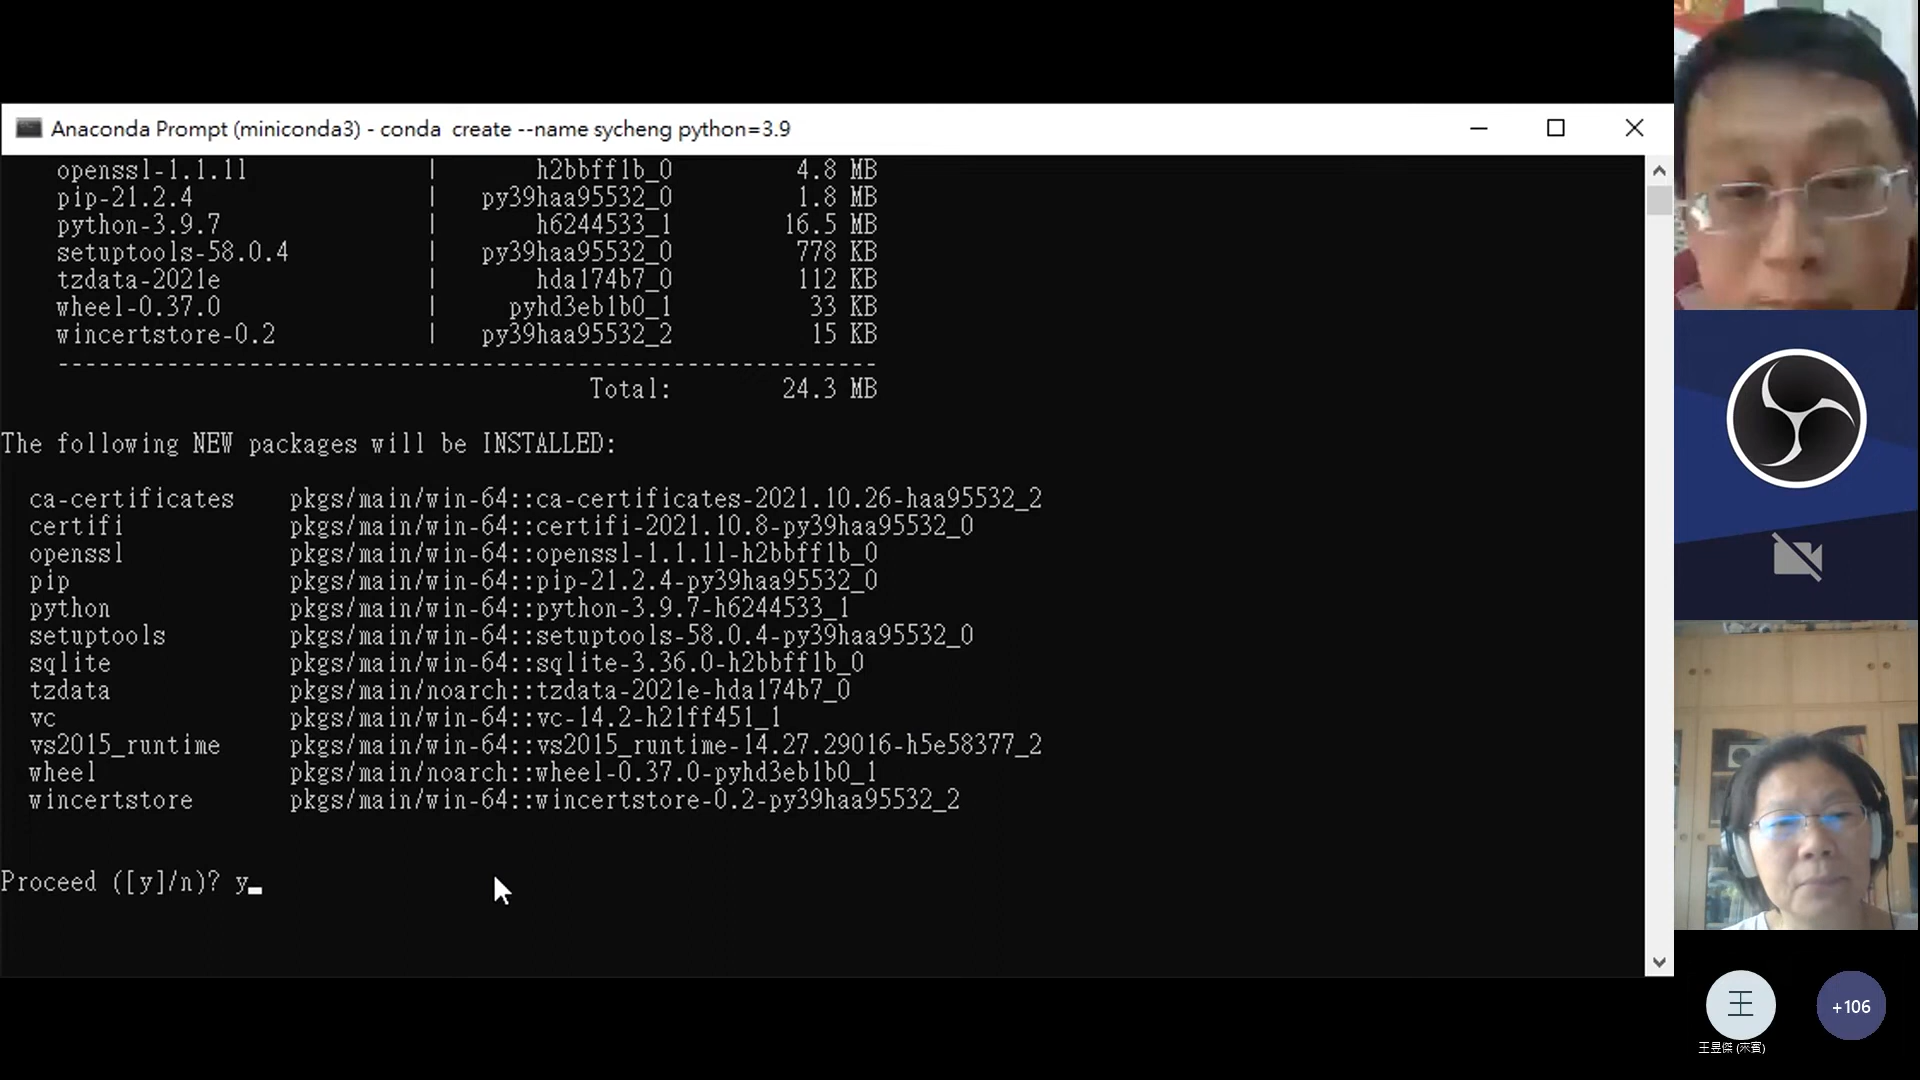 Anaconda Prompt (miniconda3) - conda  create --name sycheng python=3.9
openssl-1.1.1l | h2bbff1b_0 4.8 MB
pip-21.2.4 | py39haa95532_0 1.8 MB
python-3.9.7 | h6244533_1 16.5 MB
setuptools-58.0.4 | py39haa95532_0 778 KB
tzdata-2021e | hda174b7_0 112 KB
wheel-0.37.0 | pyhd3eb1b0_1 33 KB
wincertstore-0.2 | py39haa95532_2 15 KB
------------------------------------------------------------
Total: 24.3 MB
The following NEW packages will be INSTALLED:
ca-certificates pkgs/main/win-64::ca-certificates-2021.10.26-haa95532_2
certifi pkgs/main/win-64::certifi-2021.10.8-py39haa95532_0
openssl pkgs/main/win-64::openssl-1.1.1l-h2bbff1b_0
pip pkgs/main/win-64::pip-21.2.4-py39haa95532_0
python pkgs/main/win-64::python-3.9.7-h6244533_1
setuptools pkgs/main/win-64::setuptools-58.0.4-py39haa95532_0
sqlite pkgs/main/win-64::sqlite-3.36.0-h2bbff1b_0
tzdata pkgs/main/noarch::tzdata-2021e-hda174b7_0
vc pkgs/main/win-64::vc-14.2-h21ff451_1
vs2015_runtime pkgs/main/win-64::vs2015_runtime-14.27.29016-h5e58377_2
wheel pkgs/main/noarch::wheel-0.37.0-pyhd3eb1b0_1
wincertstore pkgs/main/win-64::wincertstore-0.2-py39haa95532_2
Proceed ([y]/n)? y
王
+106
王昱傑 (來賓)